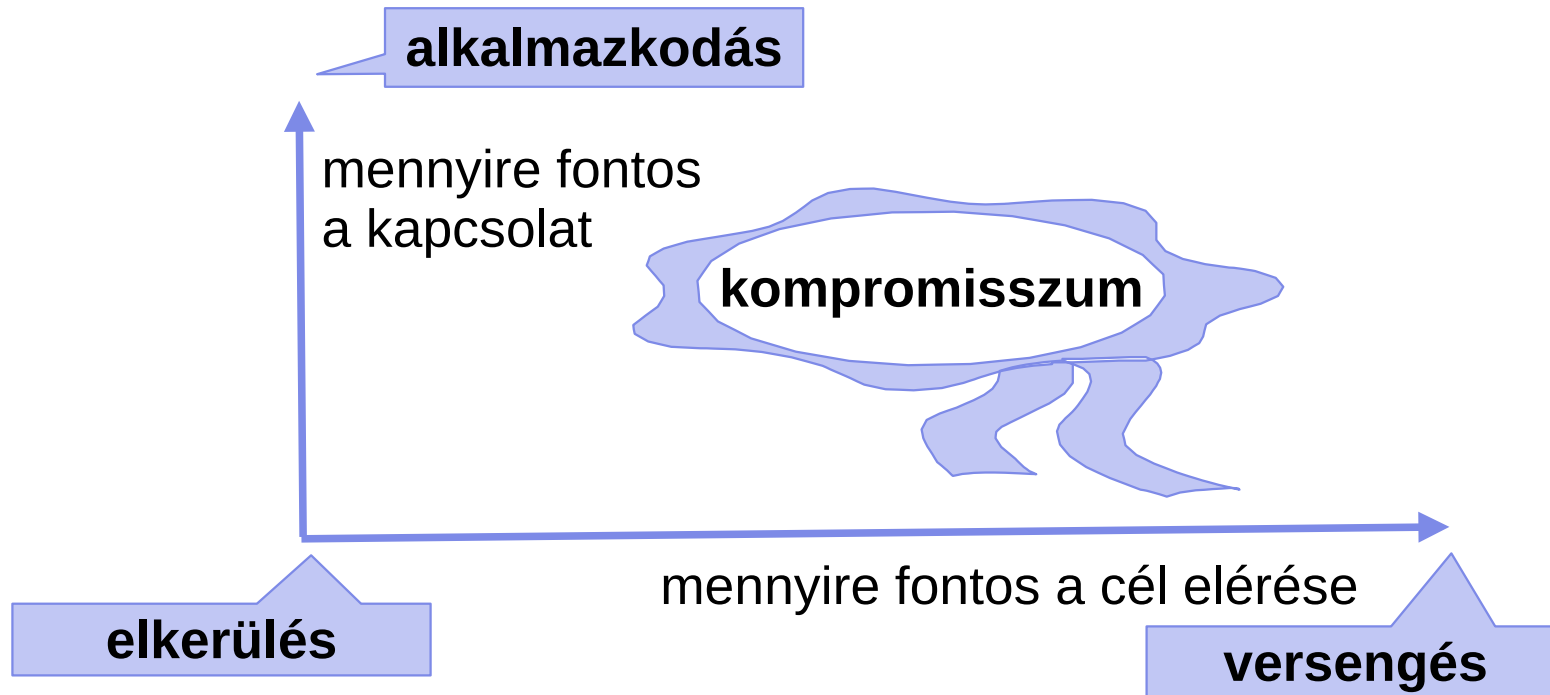 alkalmazkodás
mennyire fontos
a kapcsolat
kompromisszum
mennyire fontos a cél elérése
elkerülés
versengés